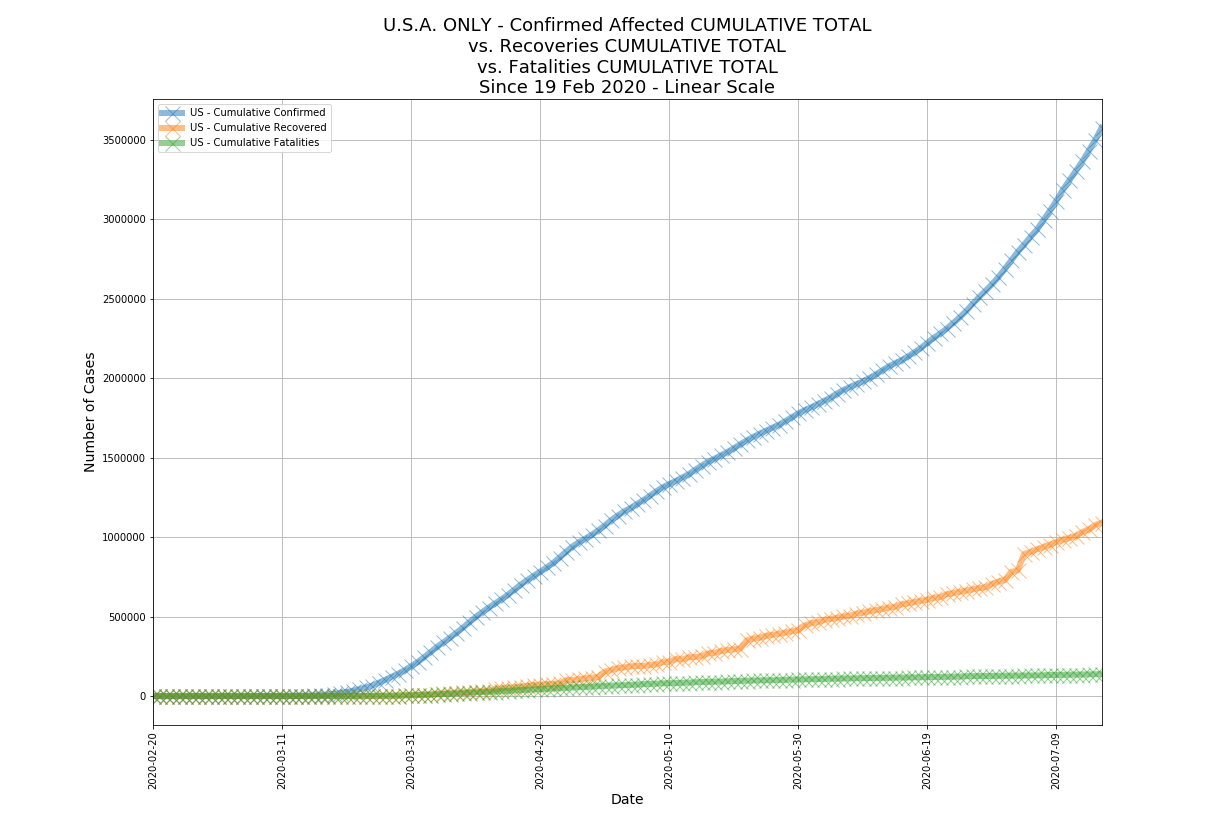 U.S.A. ONLY - Confirmed Affected CUMULATIVE TOTAL
vs. Recoveries CUMULATIVE TOTAL
vs. Fatalities CUMULATIVE TOTAL
Since 19 Feb 2020 - Linear Scale
US - Cumulative Confirmed
US - Cumulative Recovered
US - Cumulative Fatalities
Number of Cases
3500000
3000000
2500000
2000000
1500000
1000000
500000
0
2020-02-20
2020-03-11
2020-03-31
2020-04-20
2020-05-10
2020-05-30
2020-06-19
2020-07-09
Date